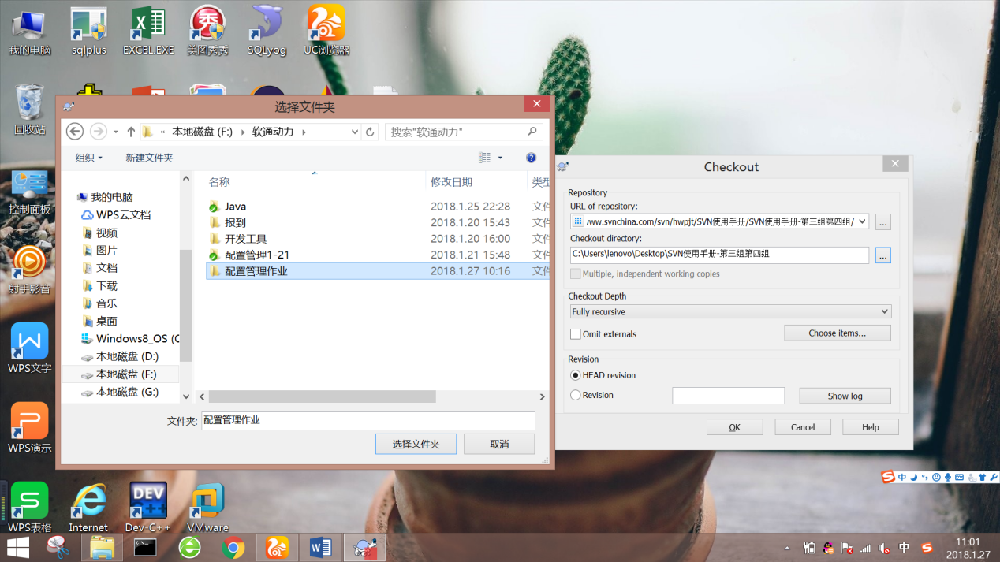 我的电脑
sqlplus
EXCEL.EXE
美图秀秀
SQLyog
UC浏览器
回收站
控制面板
射手影音
WPS文字
WPS演示
WPS表格
Internet
Dev-C++
VMware
选择文件夹
« 本地磁盘 (F:) 软通动力
搜索"软通动力"
组织
新建文件夹
我的电脑
WPS云文档
视频
图片
文档
下载
音乐
桌面
Windows8_OS (C
本地磁盘 (D:)
本地磁盘 (F:)
本地磁盘 (G:)
名称 修改日期 类型
Java 2018.1.25 22:28 文件
报到 2018.1.20 15:43 文件
开发工具 2018.1.20 16:00 文件
配置管理1-21 2018.1.21 15:48 文件
配置管理作业 2018.1.27 10:16 文件
文件夹: 配置管理作业
选择文件夹
取消
Checkout
Repository
URL of repository:
/ww.svnchina.com/svn/hwpJt/SVN使用手册/SVN使用手册-第三组第四组/
...
Checkout directory:
C:\Users\lenovo\Desktop\SVN使用手册-第三组第四组
...
Multiple, independent working copies
Checkout Depth
Fully recursive
Omit externals
Choose items...
Revision
HEAD revision
Revision
Show log
OK
Cancel
Help
中
中
11:01
2018.1.27